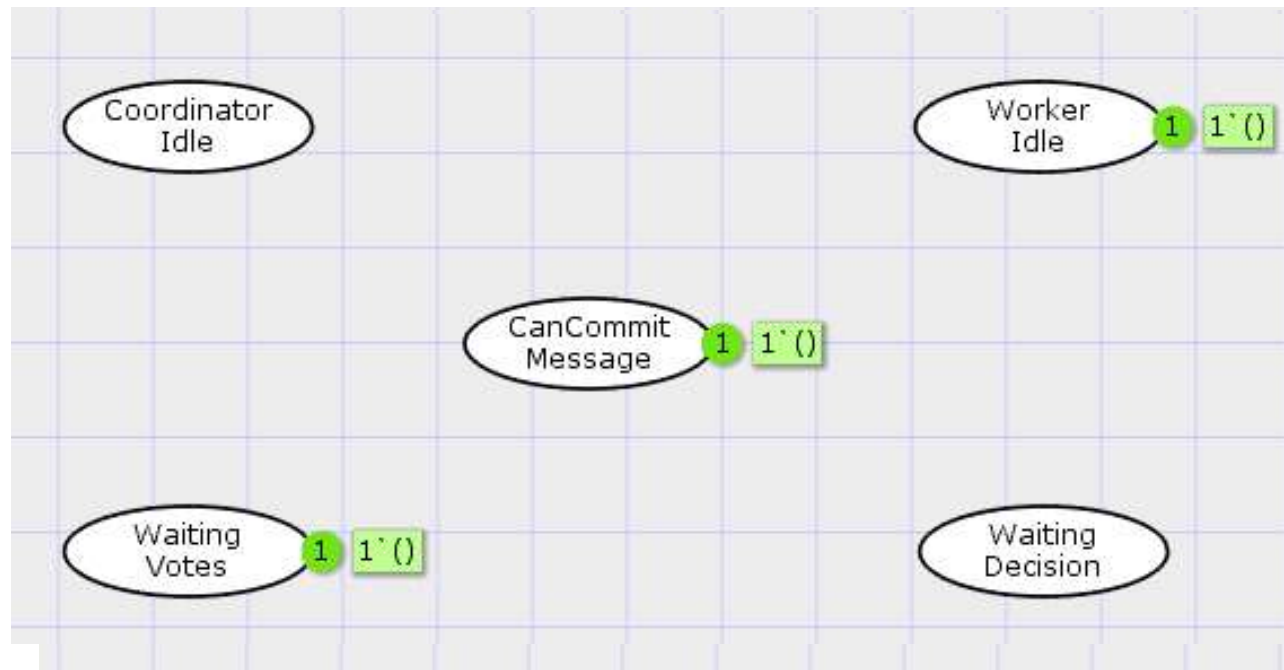 Coordinator
Idle
Worker
Idle
1 1`()
CanCommit
Message
1 1`()
Waiting
Votes
1 1`()
Waiting
Decision